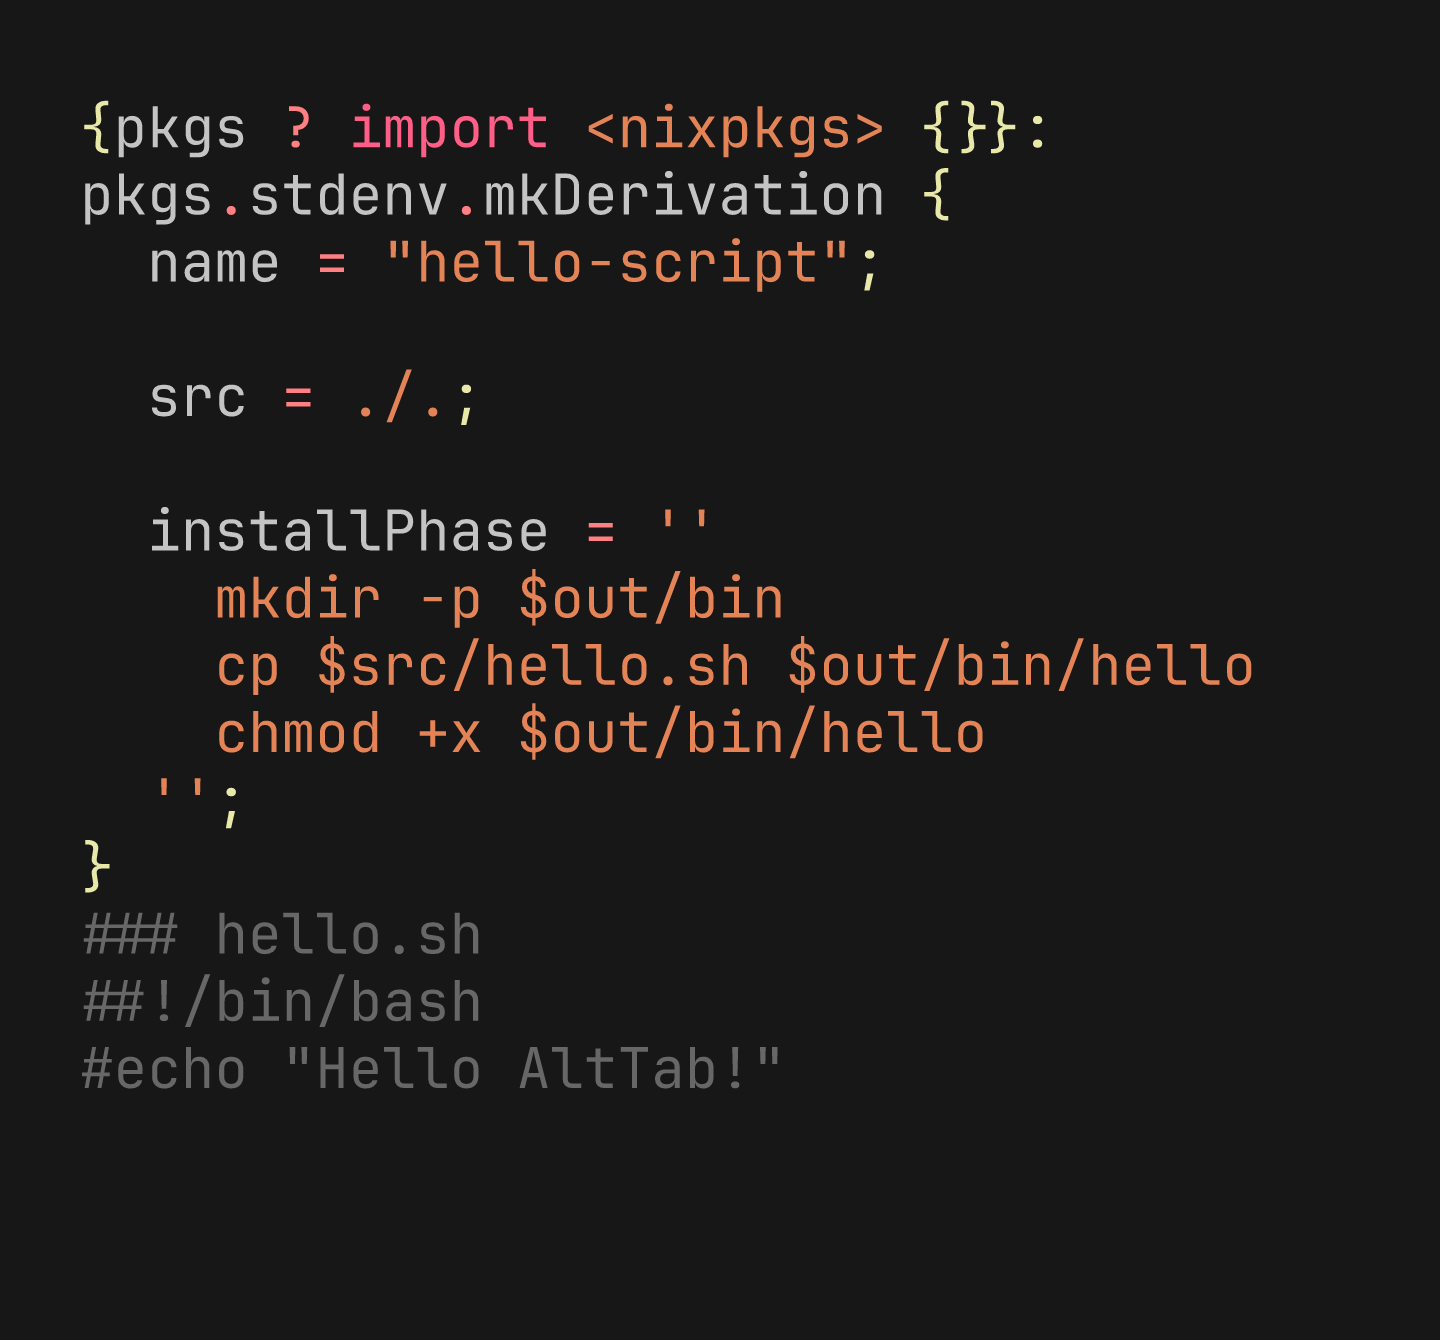 {pkgs ? import <nixpkgs> {}}:
pkgs.stdenv.mkDerivation {
  name = "hello-script";

  src = ./.;

  installPhase = ''
    mkdir -p $out/bin
    cp $src/hello.sh $out/bin/hello
    chmod +x $out/bin/hello
  '';
}
### hello.sh
##!/bin/bash
#echo "Hello AltTab!"